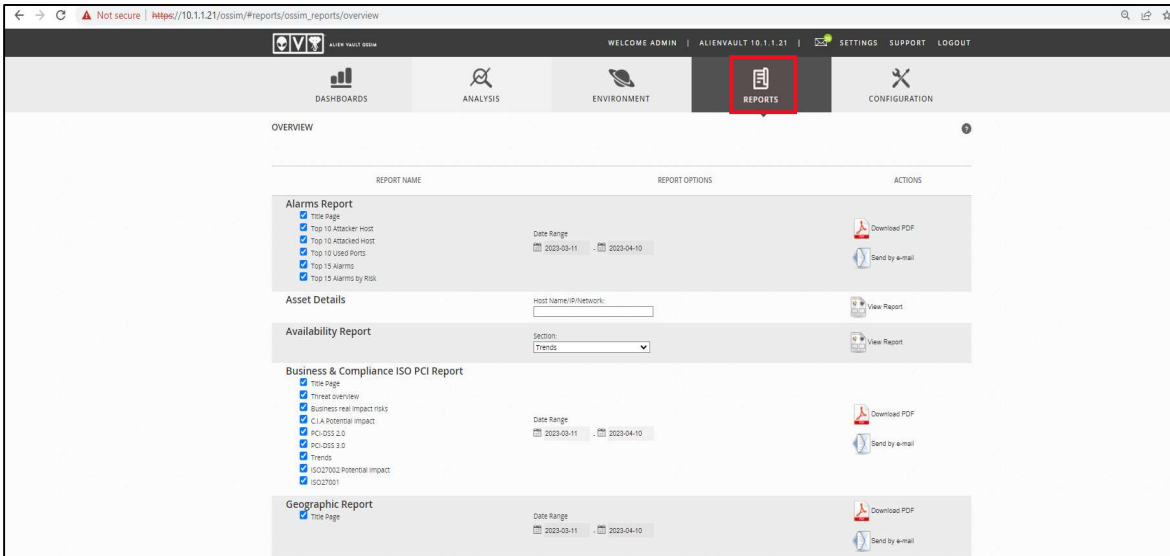 Not secure | https://10.1.1.21/ossim/#reports/ossim_reports/overview
ALIEN VAULT OSSIM
WELCOME ADMIN | ALIENVAULT 10.1.1.21 | SETTINGS SUPPORT LOGOUT
DASHBOARDS ANALYSIS ENVIRONMENT REPORTS CONFIGURATION
OVERVIEW
REPORT NAME REPORT OPTIONS ACTIONS
Alarms Report
Title Page
Top 10 Attacker Host
Top 10 Attacked Host
Top 10 Used Ports
Top 15 Alarms
Top 15 Alarms by Risk
Date Range
2023-03-11 - 2023-04-10
Download PDF
Send by e-mail
Asset Details
Host Name/IP/Network:
View Report
Availability Report
Section:
Trends
View Report
Business & Compliance ISO PCI Report
Title Page
Threat overview
Business real impact risks
C.I.A Potential impact
PCI-DSS 2.0
PCI-DSS 3.0
Trends
ISO27002 Potential impact
ISO27001
Date Range
2023-03-11 - 2023-04-10
Download PDF
Send by e-mail
Geographic Report
Title Page
Date Range
2023-03-11 - 2023-04-10
Download PDF
Send by e-mail